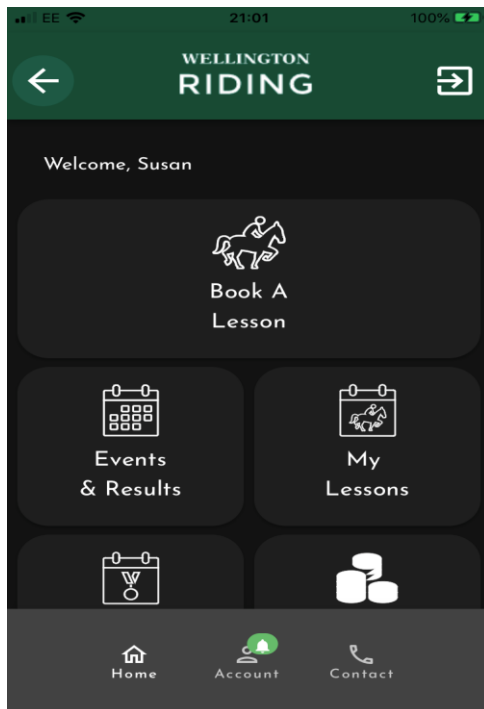 EE 21:01 100%
WELLINGTON
RIDING
Welcome, Susan
Book A
Lesson
Events
& Results
My
Lessons
Home Account Contact